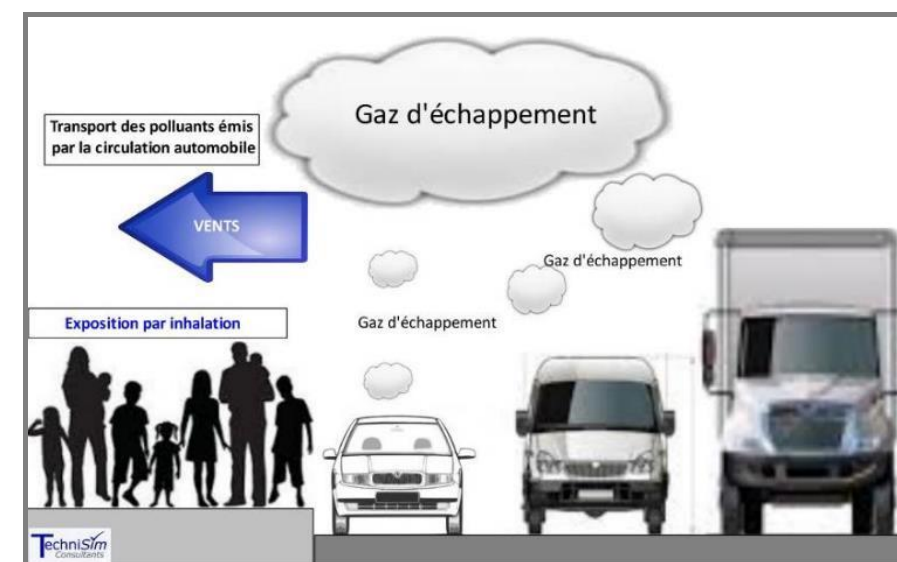 Gaz d'échappement
Transport des polluants émis
par la circulation automobile
VENTS
Gaz d'échappement
Exposition par inhalation
Gaz d'échappement
TechniSim
Consultants